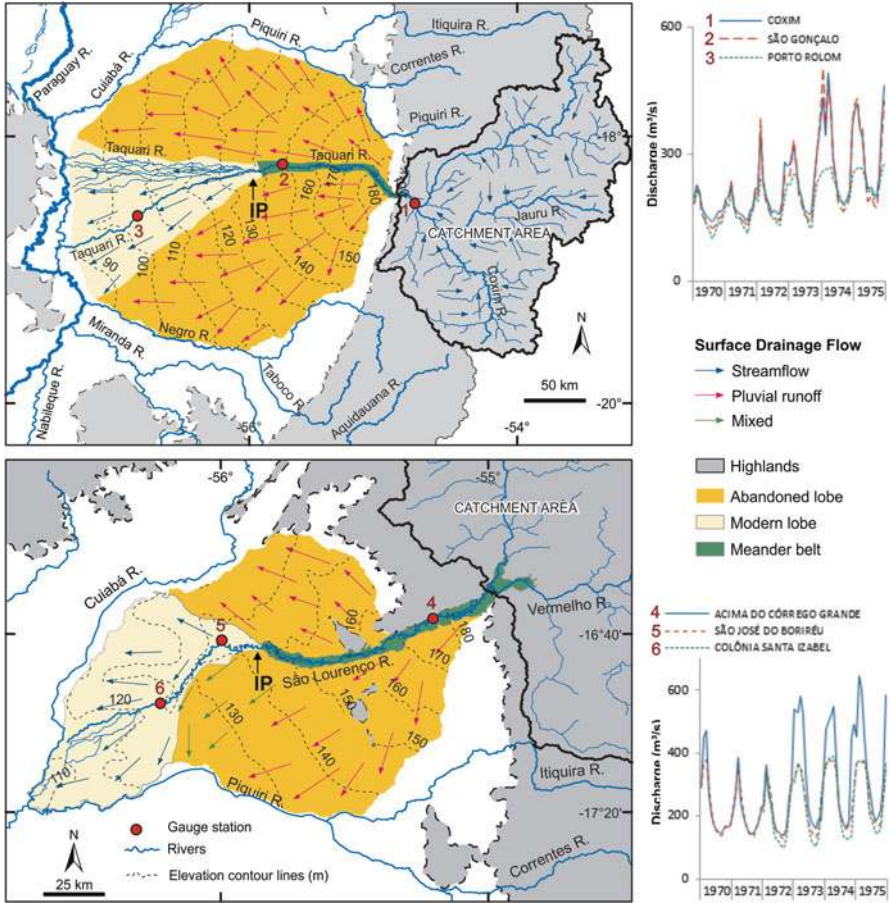 Piquiri R.
Itiquira R.
Cuiabá R.
Correntes R.
Paraguay R.
Piquiri R.
-18°
Taquari R.
Taquari R.
2
180
160
170
1
IP
Jauru R.
CATCHMENT AREA
3
130
120
150
Taquari R.
110
140
100
90
Coxim R.
Negro R.
N
Miranda R.
Taboco R.
50 km
Nabileque R.
Aquidauana R.
-56°
-54°
-20°
600
300
0
Discharge (m³/s)
1 COXIM
2 SÃO GONÇALO
3 PORTO ROLOM
1970 1971 1972 1973 1974 1975
Surface Drainage Flow
Streamflow
Pluvial runoff
Mixed
Highlands
Abandoned lobe
Modern lobe
Meander belt
-56°
-55°
CATCHMENT AREA
Cuiabá R.
4
Vermelho R.
160
180
5
-16°40'
IP
São Lourenço R.
170
6
160
120
150
130
150
140
110
Itiquira R.
Piquiri R.
-17°20'
Gauge station
N
Rivers
Correntes R.
Elevation contour lines (m)
25 km
4 ACIMA DO CÓRREGO GRANDE
5 SÃO JOSÉ DO BORIRÉU
6 COLÔNIA SANTA IZABEL
600
400
200
0
Discharge (m³/s)
1970 1971 1972 1973 1974 1975